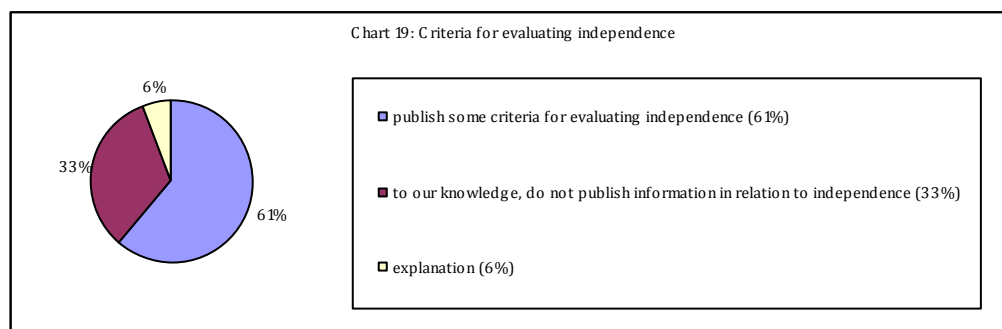 Chart 19: Criteria for evaluating independence
6%
33%
61%
publish some criteria for evaluating independence (61%)
to our knowledge, do not publish information in relation to independence (33%)
explanation (6%)